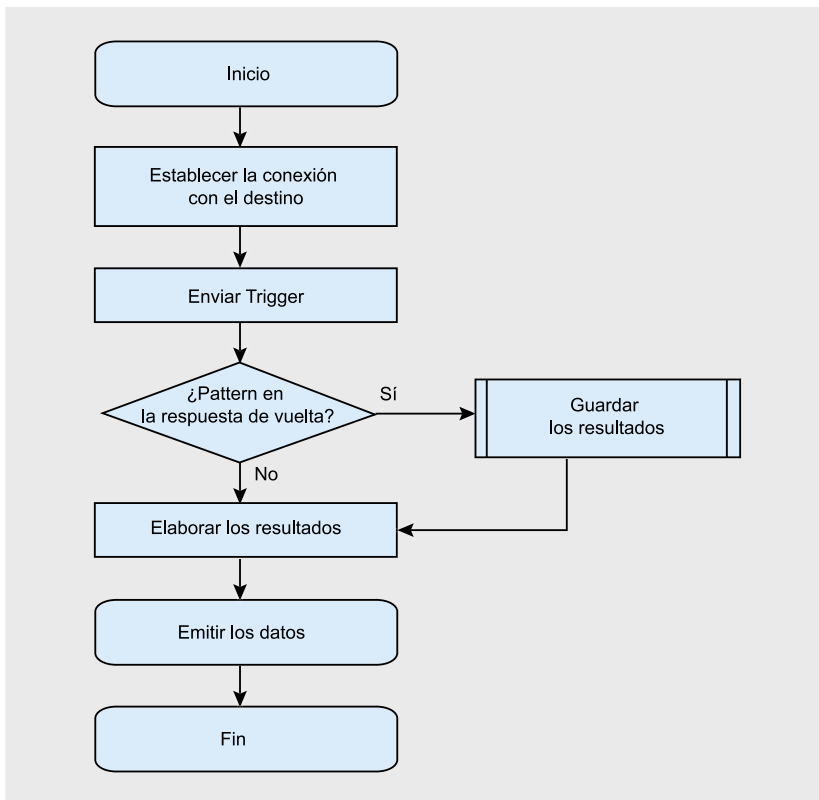 Inicio
Establecer la conexión
con el destino
Enviar Trigger
¿Pattern en
la respuesta de vuelta?
Sí
Guardar
los resultados
No
Elaborar los resultados
Emitir los datos
Fin